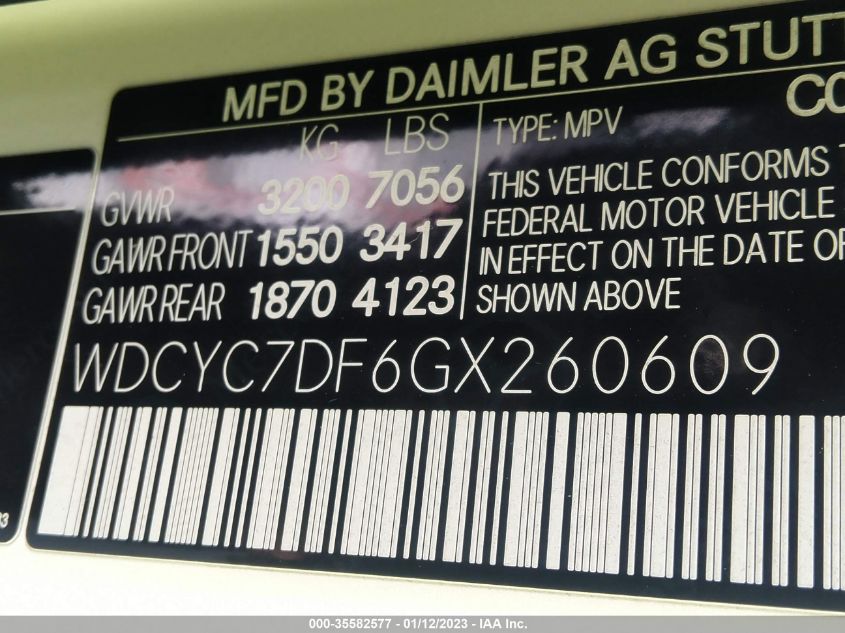 MFD BY DAIMLER AG STUTT
CO
KG LBS
GVWR 3200 7056
GAWR FRONT 1550 3417
GAWR REAR 1870 4123
TYPE: MPV
THIS VEHICLE CONFORMS T
FEDERAL MOTOR VEHICLE
IN EFFECT ON THE DATE OF
SHOWN ABOVE
WDCYC7DF6GX260609
000-35582577 - 01/12/2023 - IAA Inc.